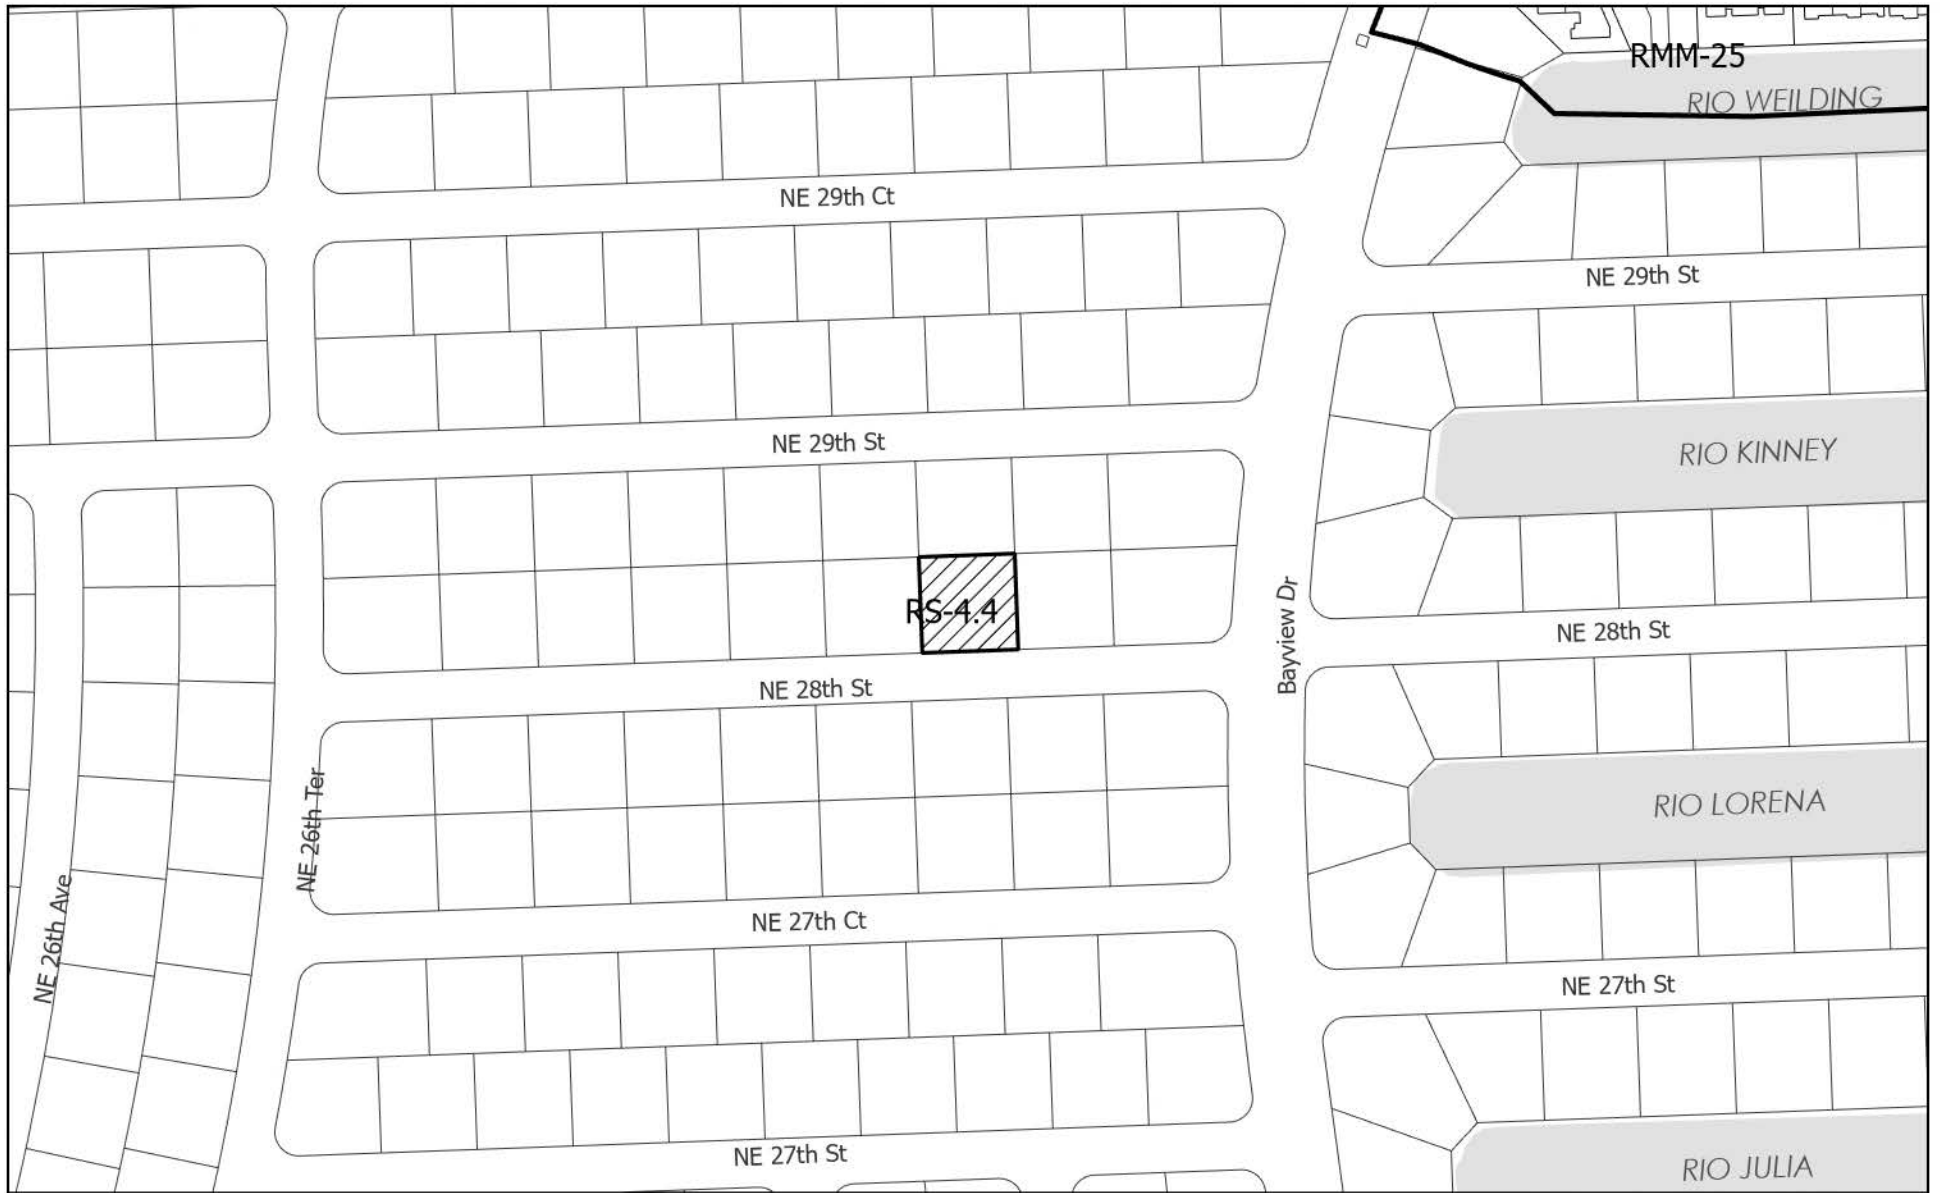 RMM-25
RIO WEILDING
NE 29th Ct
NE 29th St
NE 29th St
RIO KINNEY
RS-4.4
Bayview Dr
NE 28th St
NE 28th St
NE 26th Ter
RIO LORENA
NE 26th Ave
NE 27th Ct
NE 27th St
NE 27th St
RIO JULIA